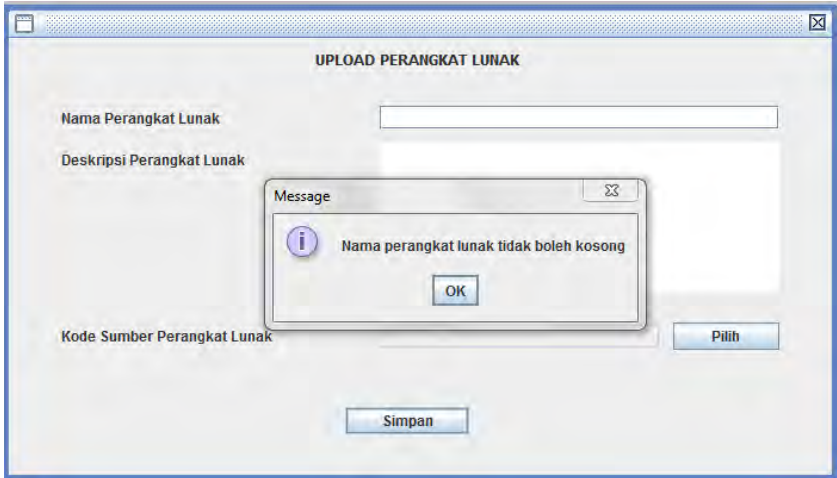 UPLOAD PERANGKAT LUNAK
Nama Perangkat Lunak
Deskripsi Perangkat Lunak
Message
Nama perangkat lunak tidak boleh kosong
OK
Kode Sumber Perangkat Lunak
Pilih
Simpan